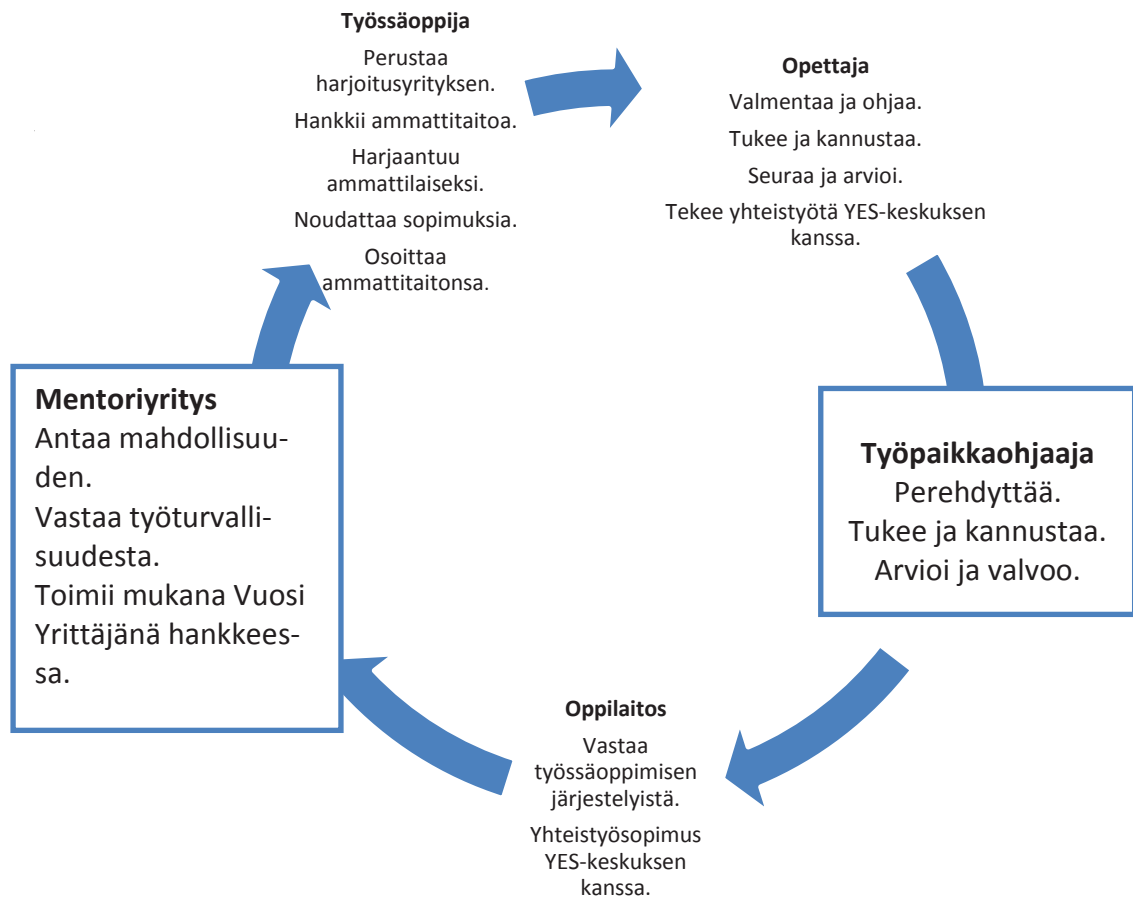 Työssäoppija
Perustaa
harjoitusyrityksen.
Hankkii ammattitaitoa.
Harjaantuu
ammattilaiseksi.
Noudattaa sopimuksia.
Osoittaa
ammattitaitonsa.
Opettaja
Valmentaa ja ohjaa.
Tukee ja kannustaa.
Seuraa ja arvioi.
Tekee yhteistyötä YES-keskuksen
kanssa.
Työpaikkaohjaaja
Perehdyttää.
Tukee ja kannustaa.
Arvioi ja valvoo.
Oppilaitos
Vastaa
työssäoppimisen
järjestelyistä.
Yhteistyösopimus
YES-keskuksen
kanssa.
Mentoriyritys
Antaa mahdollisuu-
den.
Vastaa työturvalli-
suudesta.
Toimii mukana Vuosi
Yrittäjänä hankkees-
sa.